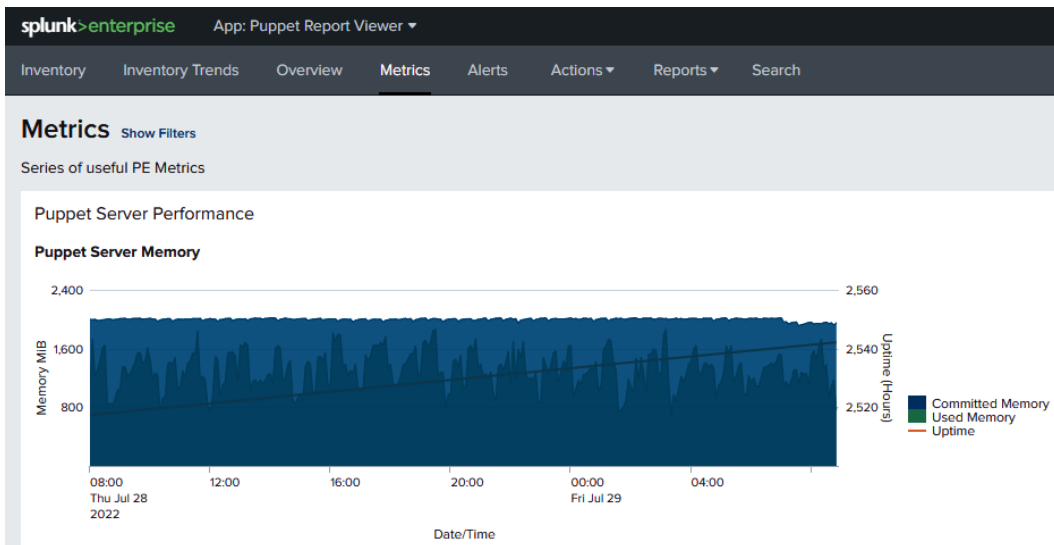 splunk>enterprise App: Puppet Report Viewer
Inventory Inventory Trends Overview Metrics Alerts Actions Reports Search
Metrics Show Filters
Series of useful PE Metrics
Puppet Server Performance
Puppet Server Memory
2,400
1,600
800
Memory MIB
2,560
2,540
2,520
Uptime (Hours)
Committed Memory
Used Memory
Uptime
08:00 12:00 16:00 20:00 00:00 04:00
Thu Jul 28 Fri Jul 29
2022
Date/Time